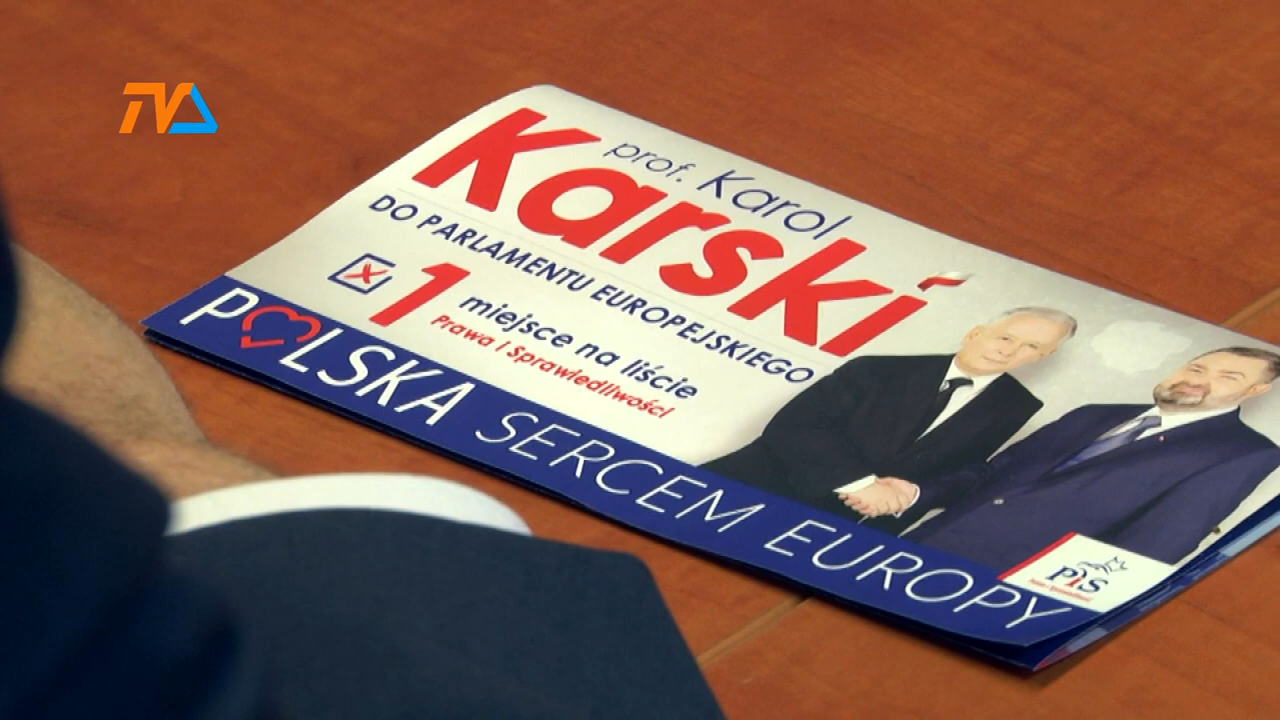 TVA
prof. Karol
Karski
DO PARLAMENTU EUROPEJSKIEGO
1 miejsce na liście
Prawa i Sprawiedliwości
POLSKA SERCEM EUROPY
PiS